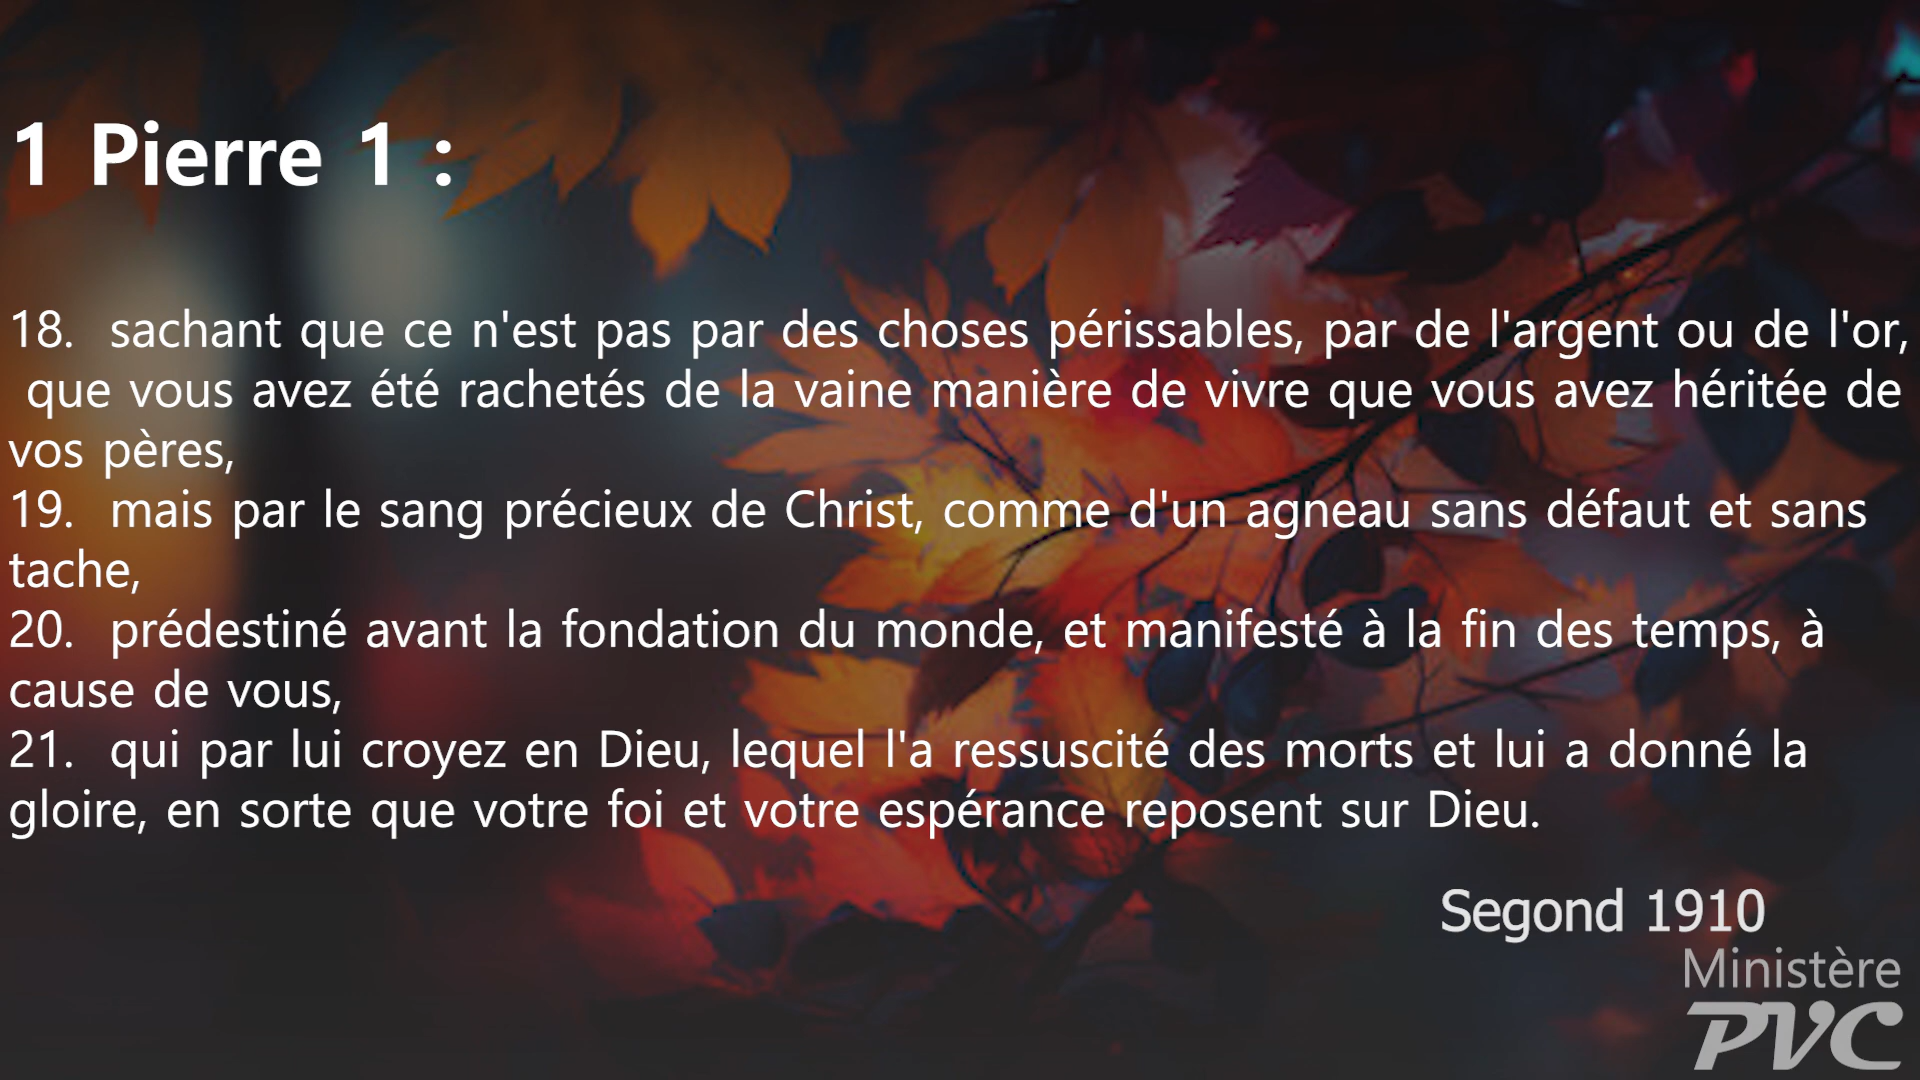 1 Pierre 1 :
18. sachant que ce n'est pas par des choses périssables, par de l'argent ou de l'or,
que vous avez été rachetés de la vaine manière de vivre que vous avez héritée de
vos pères,
19. mais par le sang précieux de Christ, comme d'un agneau sans défaut et sans
tache,
20. prédestiné avant la fondation du monde, et manifesté à la fin des temps, à
cause de vous,
21. qui par lui croyez en Dieu, lequel l'a ressuscité des morts et lui a donné la
gloire, en sorte que votre foi et votre espérance reposent sur Dieu.
Segond 1910
Ministère
PVC